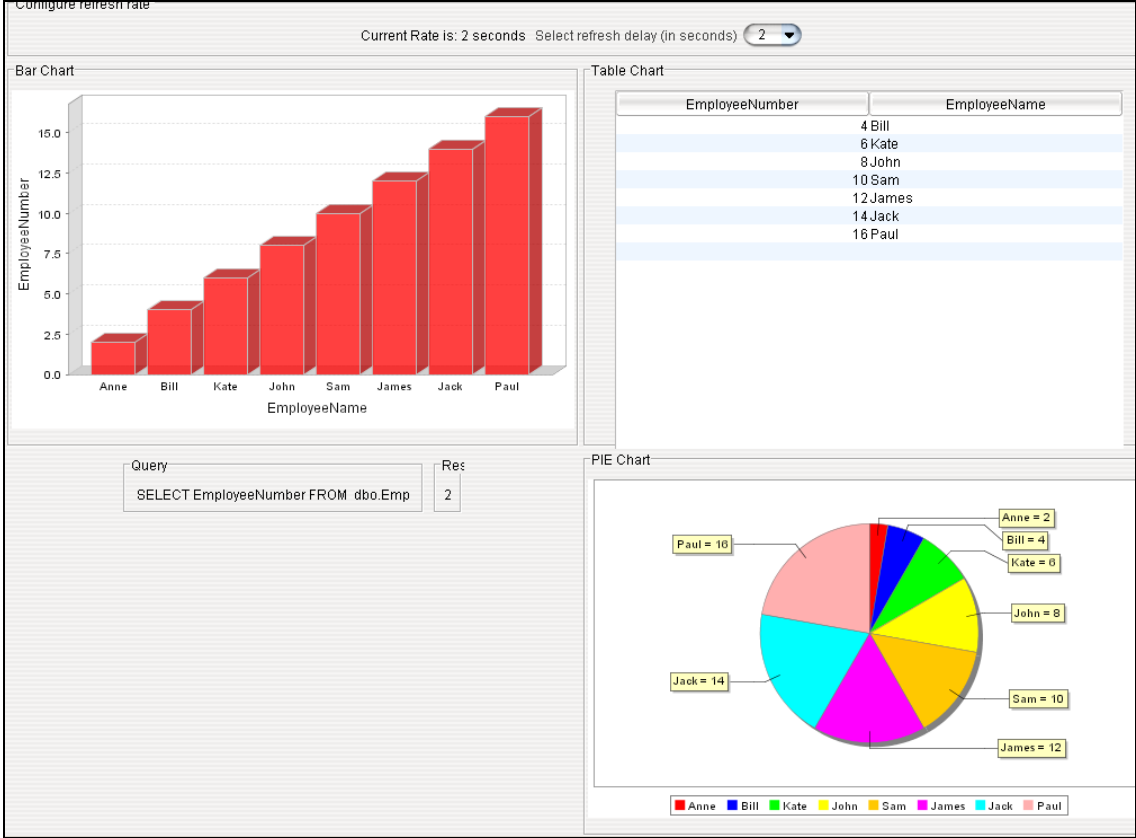 Configure refresh rate
Current Rate is: 2 seconds Select refresh delay (in seconds) 2
Bar Chart
15.0
12.5
10.0
7.5
5.0
2.5
0.0
EmployeeNumber
Anne Bill Kate John Sam James Jack Paul
EmployeeName
Table Chart
EmployeeNumber EmployeeName
4 Bill
6 Kate
8 John
10 Sam
12 James
14 Jack
16 Paul
Query
SELECT EmployeeNumber FROM dbo.Emp
Res
2
PIE Chart
Anne = 2
Bill = 4
Kate = 6
John = 8
Sam = 10
James = 12
Jack = 14
Paul = 16
Anne Bill Kate John Sam James Jack Paul